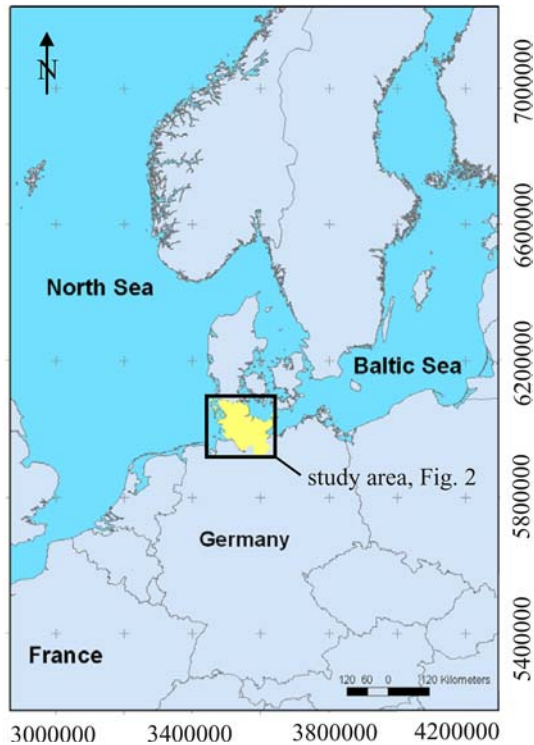 N
7000000
North Sea
6600000
Baltic Sea
6200000
study area, Fig. 2
5800000
Germany
France
5400000
120 60 0 120 Kilometers
3000000 3400000 3800000 4200000